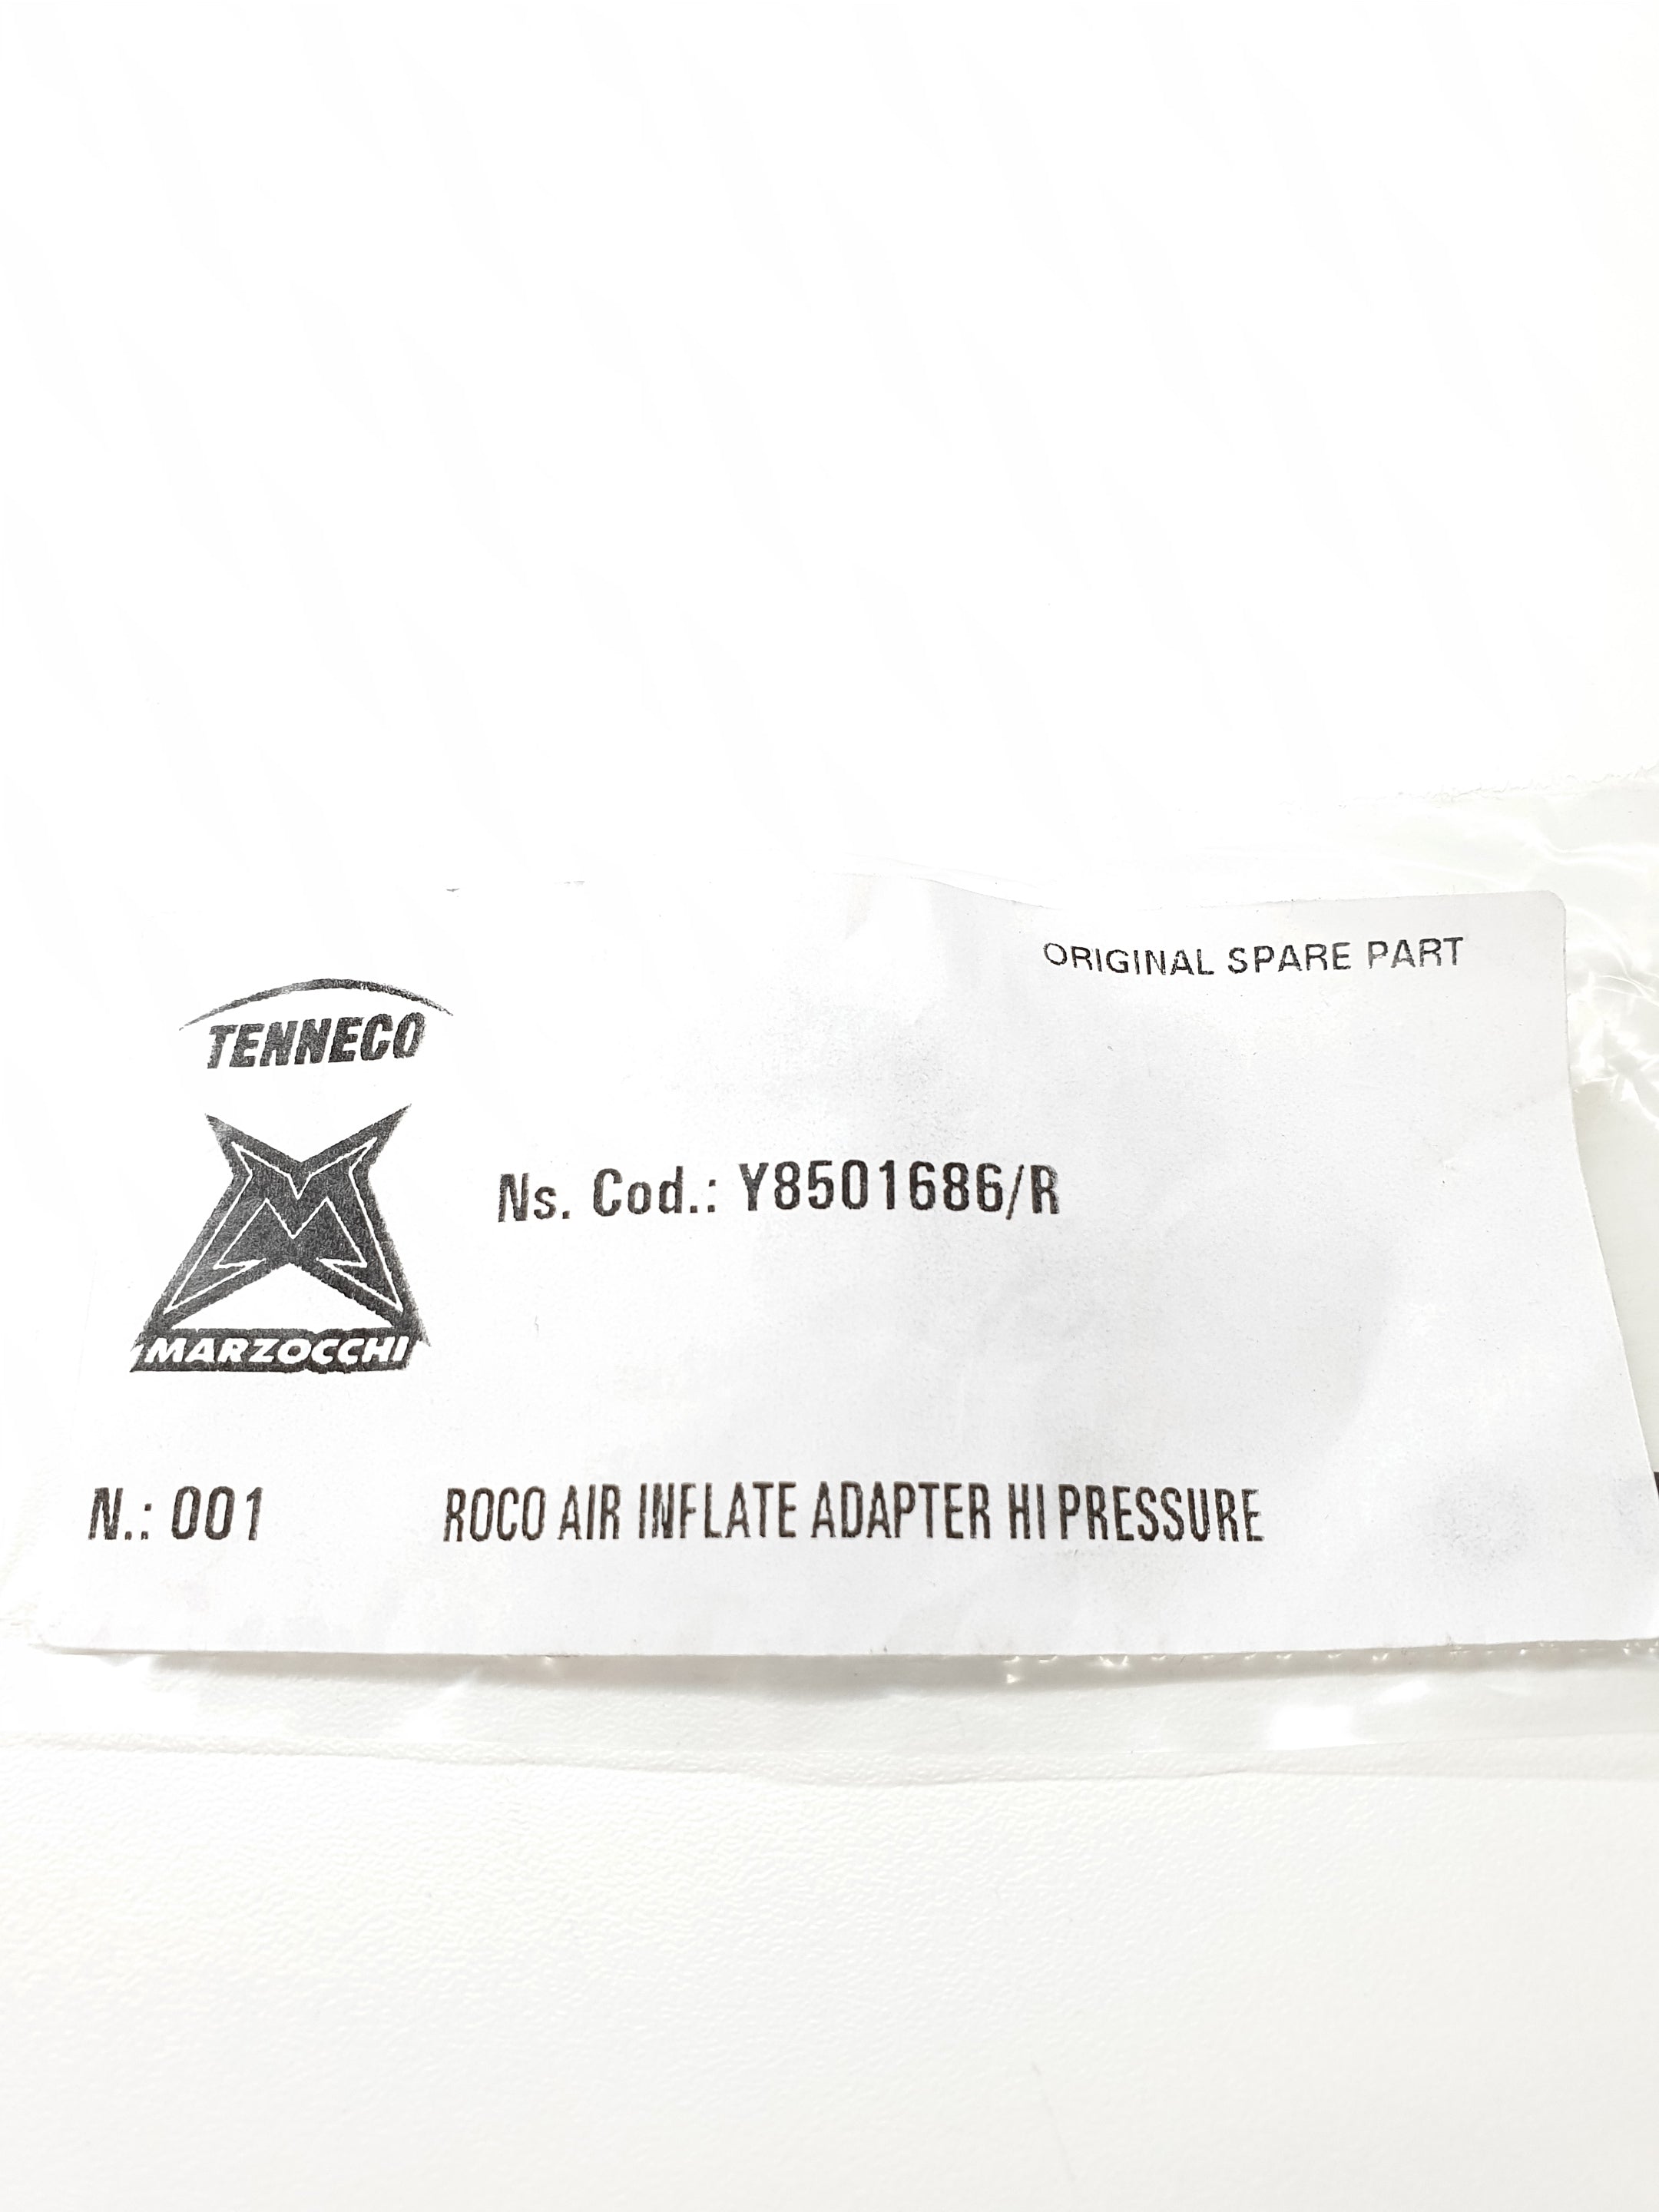 ORIGINAL SPARE PART
TENNECO
Ns. Cod.: Y8501686/R
M
MARZOCCHI
N.: 001 ROCO AIR INFLATE ADAPTER HI PRESSURE